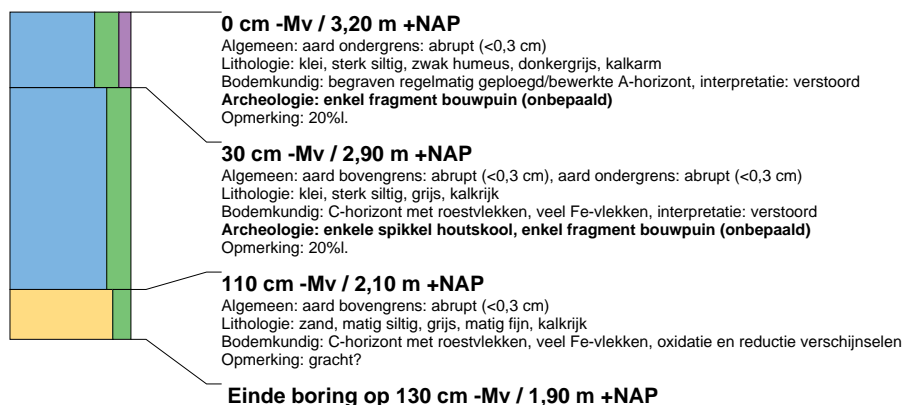 0 cm -Mv / 3,20 m +NAP
Algemeen: aard ondergrens: abrupt (<0,3 cm)
Lithologie: klei, sterk siltig, zwak humeus, donkergrijs, kalkarm
Bodemkundig: begraven regelmatig geploegd/bewerkte A-horizont, interpretatie: verstoord
Archeologie: enkel fragment bouwpuin (onbepaald)
Opmerking: 20%l.
30 cm -Mv / 2,90 m +NAP
Algemeen: aard bovengrens: abrupt (<0,3 cm), aard ondergrens: abrupt (<0,3 cm)
Lithologie: klei, sterk siltig, grijs, kalkrijk
Bodemkundig: C-horizont met roestvlekken, veel Fe-vlekken, interpretatie: verstoord
Archeologie: enkele spikkel houtskool, enkel fragment bouwpuin (onbepaald)
Opmerking: 20%l.
110 cm -Mv / 2,10 m +NAP
Algemeen: aard bovengrens: abrupt (<0,3 cm)
Lithologie: zand, matig siltig, grijs, matig fijn, kalkrijk
Bodemkundig: C-horizont met roestvlekken, veel Fe-vlekken, oxidatie en reductie verschijnselen
Opmerking: gracht?
Einde boring op 130 cm -Mv / 1,90 m +NAP